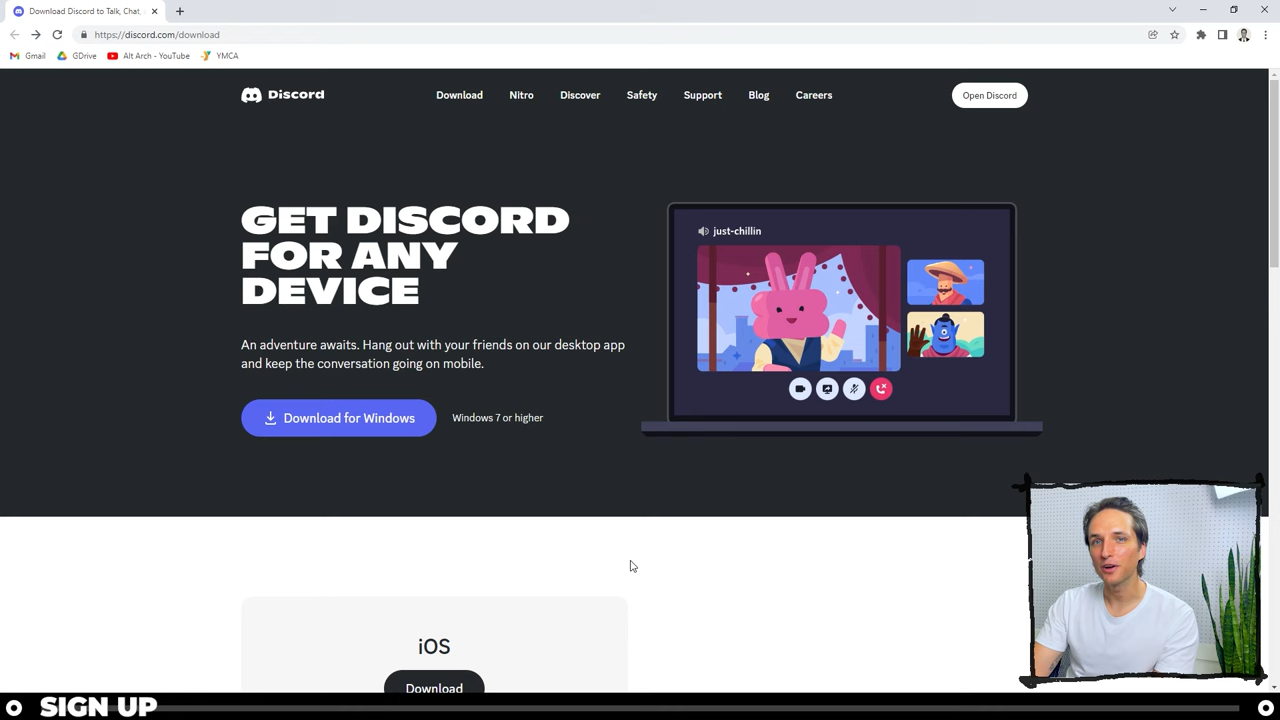 Download Discord to Talk, Chat,
https://discord.com/download
Gmail
GDrive
Alt Arch - YouTube
YMCA
Discord
Download
Nitro
Discover
Safety
Support
Blog
Careers
Open Discord
GET DISCORD
FOR ANY
DEVICE
An adventure awaits. Hang out with your friends on our desktop app
and keep the conversation going on mobile.
Download for Windows
Windows 7 or higher
just-chillin
iOS
Download
SIGN UP